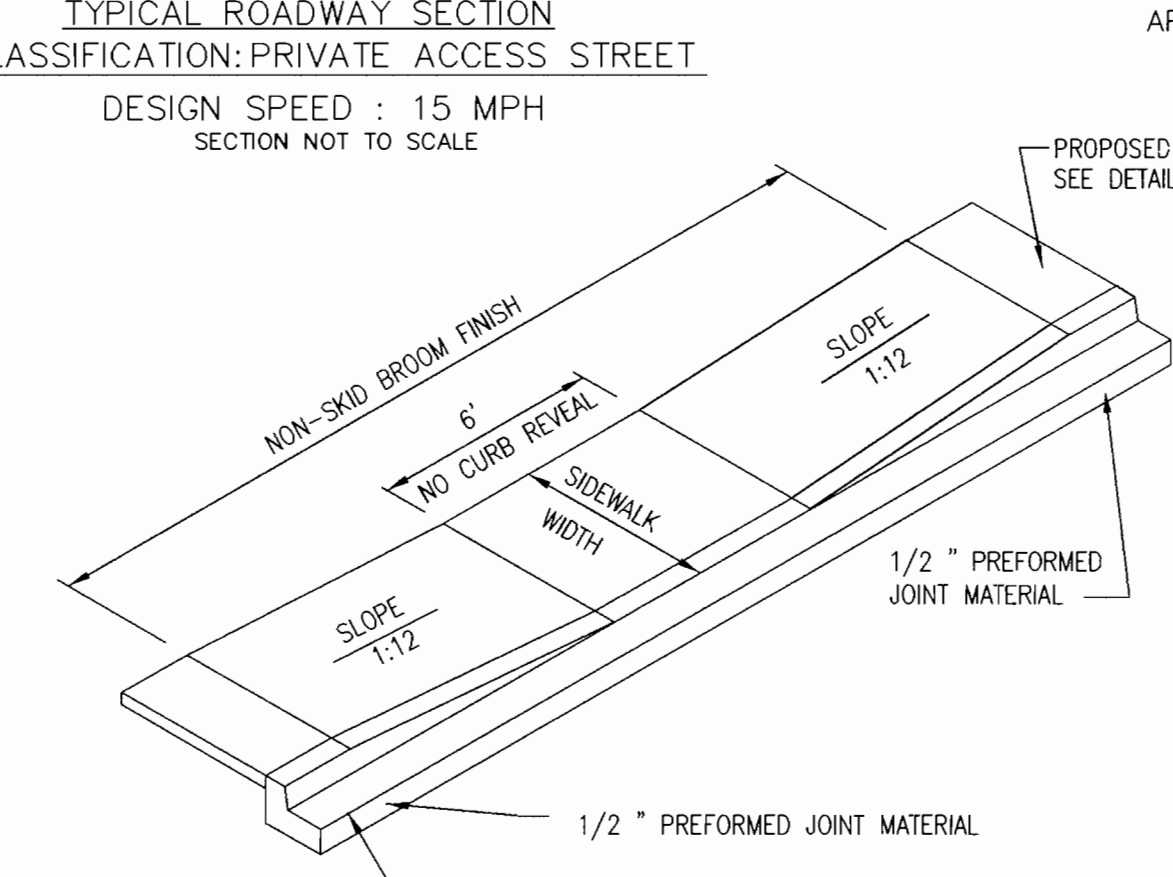 TYPICAL ROADWAY SECTION
LASSIFICATION: PRIVATE ACCESS STREET
DESIGN SPEED : 15 MPH
SECTION NOT TO SCALE
AP
PROPOSED
SEE DETAIL
NON-SKID BROOM FINISH
6'
NO CURB REVEAL
SLOPE
1:12
SIDEWALK
WIDTH
SLOPE
1:12
1/2 " PREFORMED
JOINT MATERIAL
1/2 " PREFORMED JOINT MATERIAL